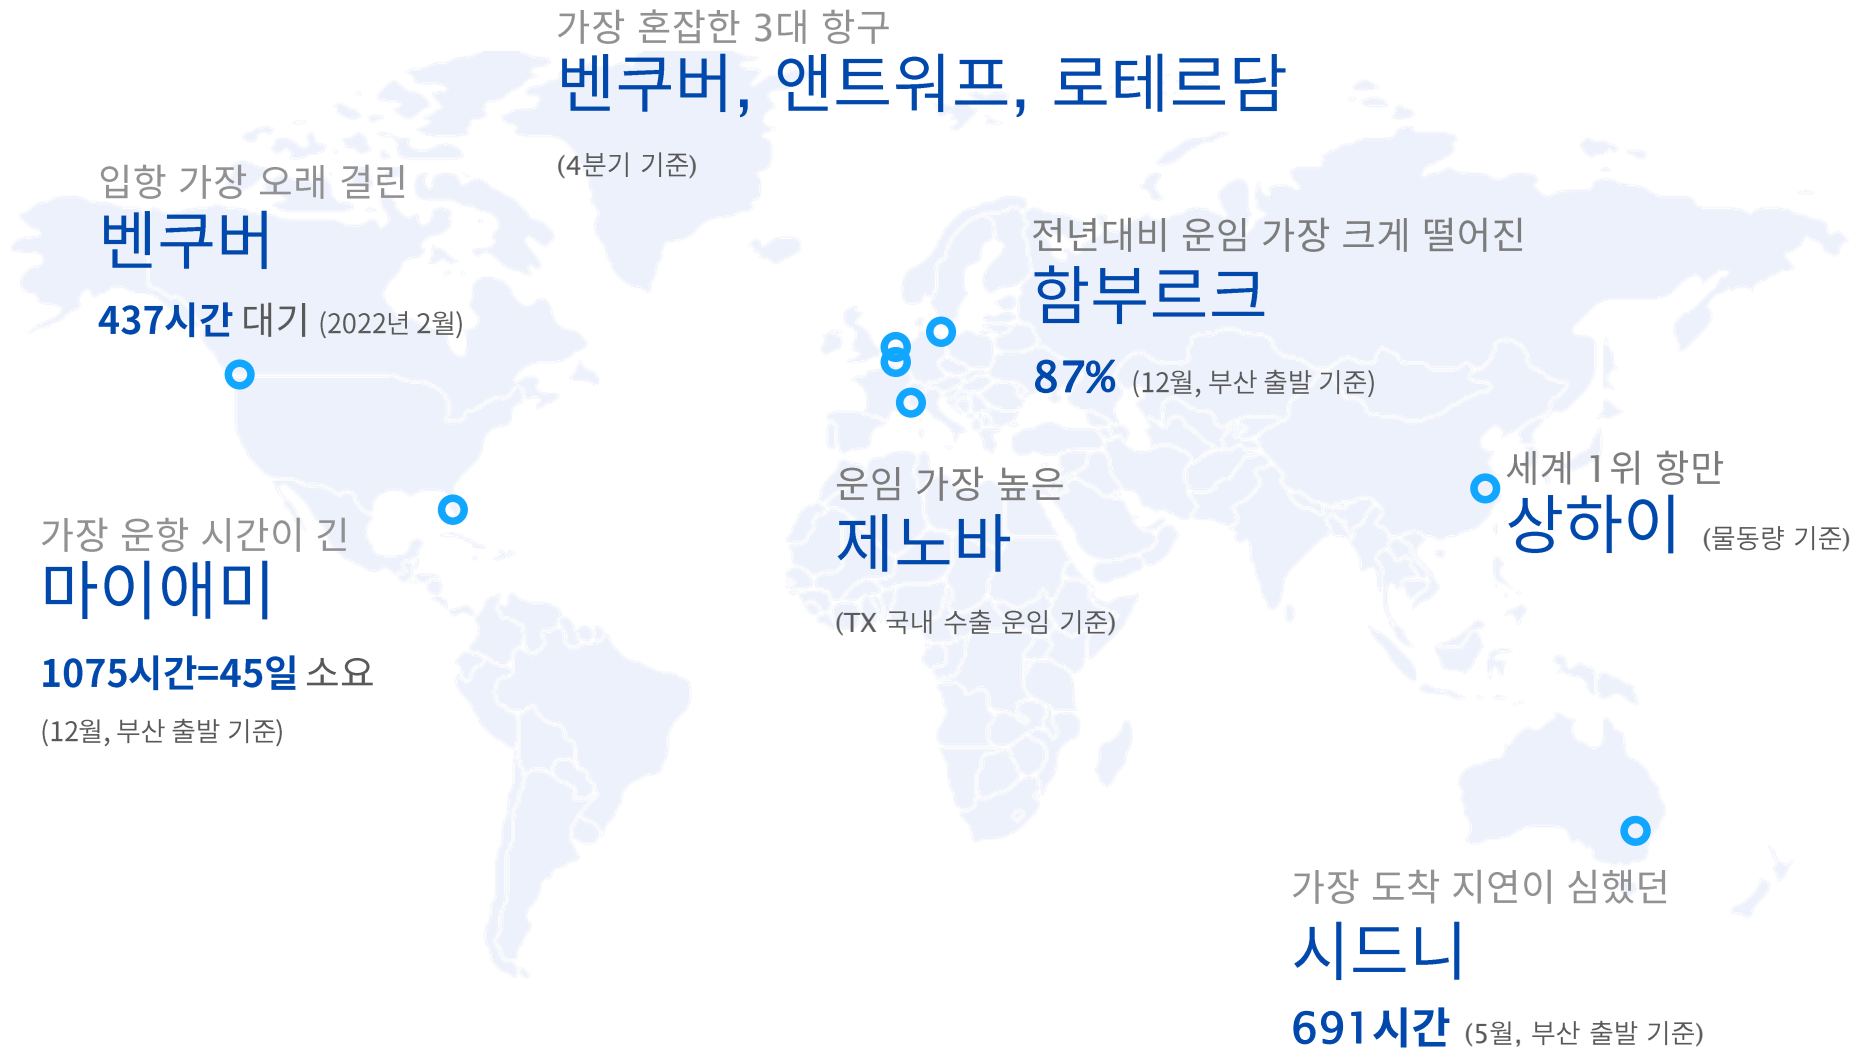 가장 혼잡한 3대 항구
벤쿠버, 앤트워프, 로테르담
(4분기 기준)
입항 가장 오래 걸린
벤쿠버
437시간 대기 (2022년 2월)
전년대비 운임 가장 크게 떨어진
함부르크
87% (12월, 부산 출발 기준)
세계 1위 항만
상하이 (물동량 기준)
운임 가장 높은
제노바
(TX 국내 수출 운임 기준)
가장 운항 시간이 긴
마이애미
1075시간=45일 소요
(12월, 부산 출발 기준)
가장 도착 지연이 심했던
시드니
691시간 (5월, 부산 출발 기준)